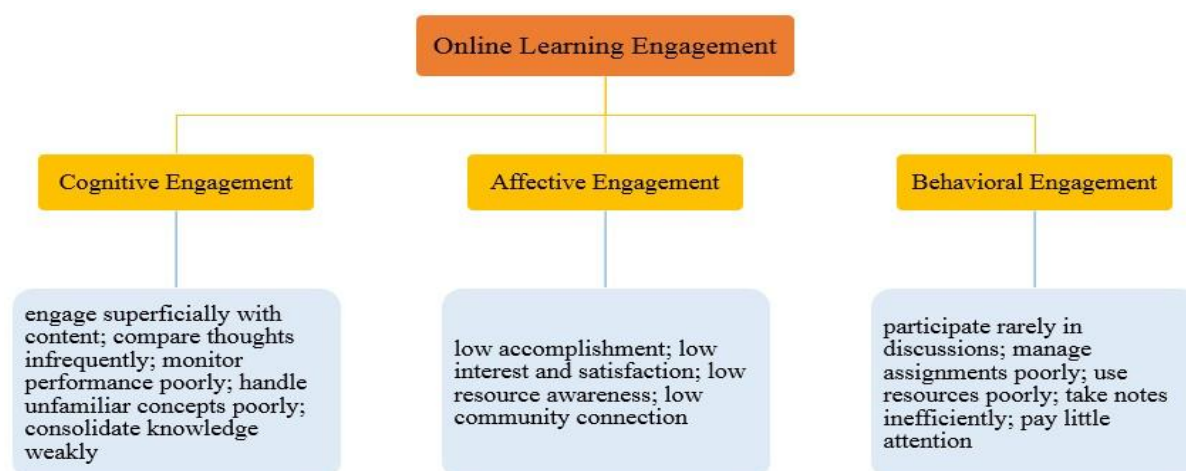 Online Learning Engagement
Cognitive Engagement
Affective Engagement
Behavioral Engagement
engage superficially with
content; compare thoughts
infrequently; monitor
performance poorly; handle
unfamiliar concepts poorly;
consolidate knowledge
weakly
low accomplishment; low
interest and satisfaction; low
resource awareness; low
community connection
participate rarely in
discussions; manage
assignments poorly; use
resources poorly; take notes
inefficiently; pay little
attention